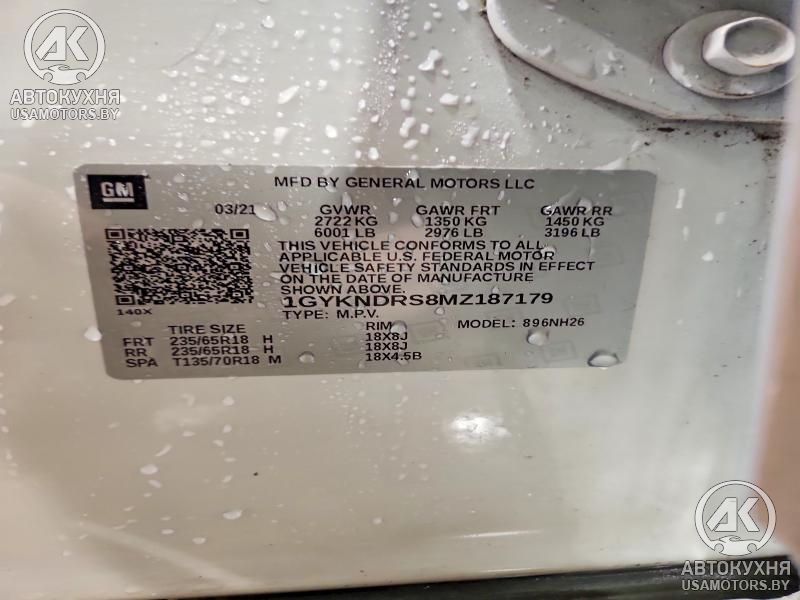 AK
АВТОКУХНЯ
USAMOTORS.BY
GM
MFD BY GENERAL MOTORS LLC
03/21 GVWR GAWR FRT GAWR RR
2722 KG 1350 KG 1450 KG
6001 LB 2976 LB 3196 LB
THIS VEHICLE CONFORMS TO ALL
APPLICABLE U.S. FEDERAL MOTOR
VEHICLE SAFETY STANDARDS IN EFFECT
ON THE DATE OF MANUFACTURE
SHOWN ABOVE.
1GYKNDRS8MZ187179
140X
TYPE: M.P.V. MODEL: 896NH26
TIRE SIZE RIM
FRT 235/65R18 H 18X8J
RR 235/65R18 H 18X8J
SPA T135/70R18 M 18X4.5B
AK
АВТОКУХНЯ
USAMOTORS.BY